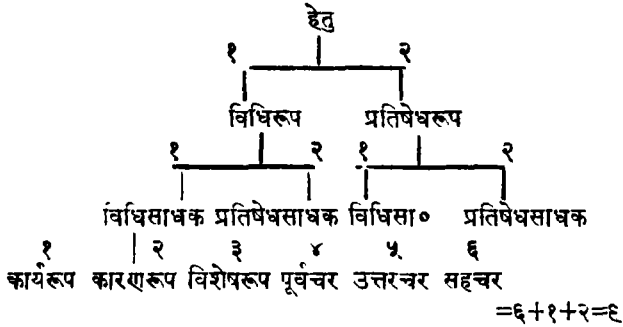 हेतु
१ २
विधिरूप प्रतिषेधरूप
१ २ १ २
विधिसाधक प्रतिषेधसाधक विधिसा० प्रतिषेधसाधक
१ २ ३ ४ ५ ६
कार्यरूप कारणरूप विशेषरूप पूर्वचर उत्तरचर सहचर
=६+१+२=९